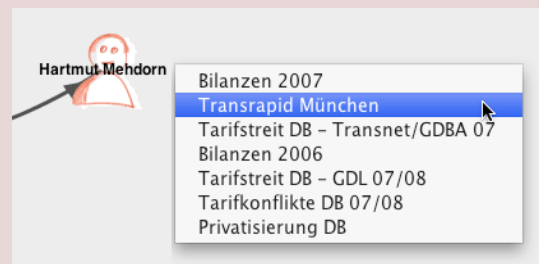 Hartmut Mehdorn
Bilanzen 2007
Transrapid München
Tarifstreit DB – Transnet/GDBA 07
Bilanzen 2006
Tarifstreit DB – GDL 07/08
Tarifkonflikte DB 07/08
Privatisierung DB